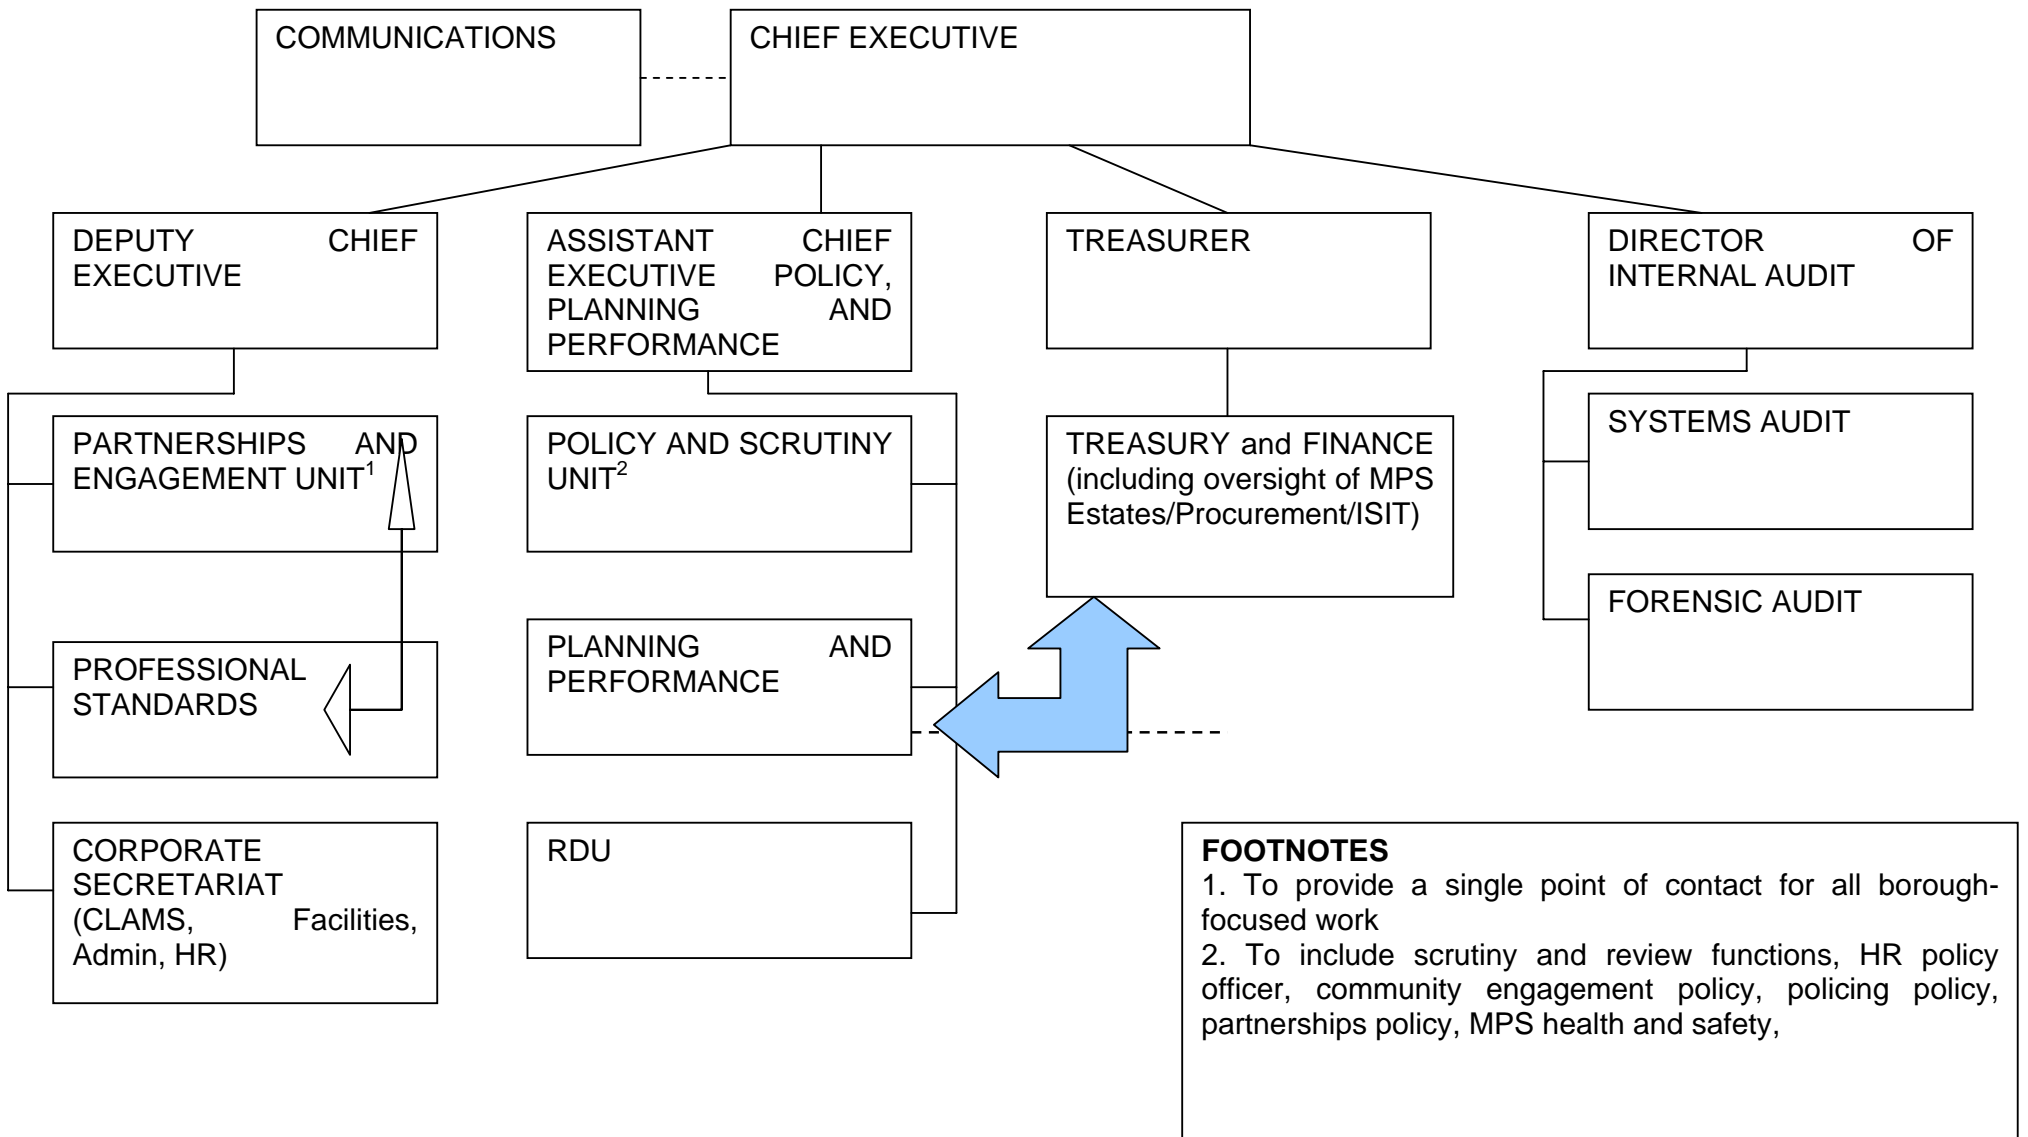 COMMUNICATIONS
CHIEF EXECUTIVE
DEPUTY CHIEF
EXECUTIVE
ASSISTANT CHIEF
EXECUTIVE POLICY,
PLANNING AND
PERFORMANCE
TREASURER
DIRECTOR OF
INTERNAL AUDIT
PARTNERSHIPS AND
ENGAGEMENT UNIT1
POLICY AND SCRUTINY
UNIT2
TREASURY and FINANCE
(including oversight of MPS
Estates/Procurement/ISIT)
SYSTEMS AUDIT
PROFESSIONAL
STANDARDS
PLANNING AND
PERFORMANCE
FORENSIC AUDIT
CORPORATE
SECRETARIAT
(CLAMS, Facilities,
Admin, HR)
RDU
FOOTNOTES
1. To provide a single point of contact for all borough-
focused work
2. To include scrutiny and review functions, HR policy
officer, community engagement policy, policing policy,
partnerships policy, MPS health and safety,